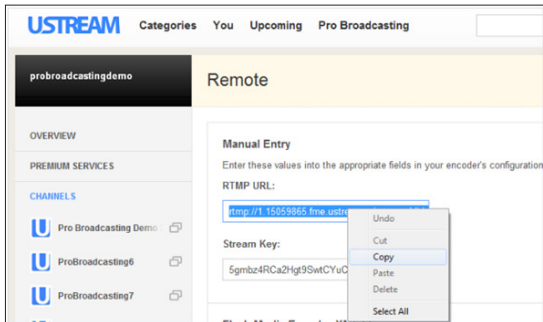 USTREAM Categories You Upcoming Pro Broadcasting
probroadcastingdemo
Remote
OVERVIEW
PREMIUM SERVICES
CHANNELS
Pro Broadcasting Demo
ProBroadcasting6
ProBroadcasting7
Manual Entry
Enter these values into the appropriate fields in your encoder's configuration
RTMP URL:
rtmp://1.15059865.fme.ustre
Stream Key:
5gmbz4RCa2Hgt9SwtCYuC
Undo
Cut
Copy
Paste
Delete
Select All